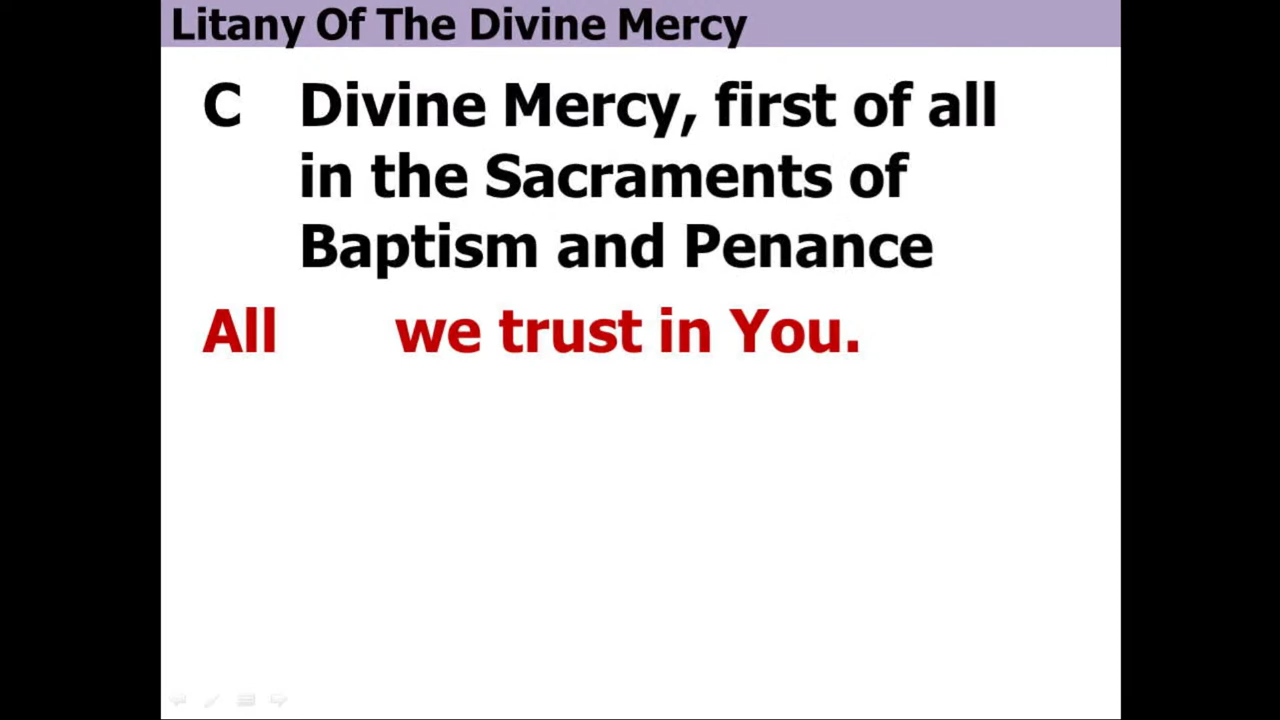 Litany Of The Divine Mercy
C Divine Mercy, first of all
in the Sacraments of
Baptism and Penance
All we trust in You.